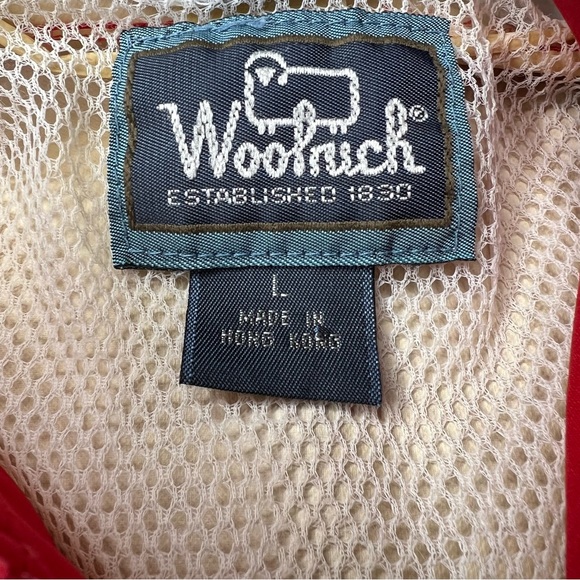 Woolrich®
ESTABLISHED 1830
L
MADE IN
HONG KONG